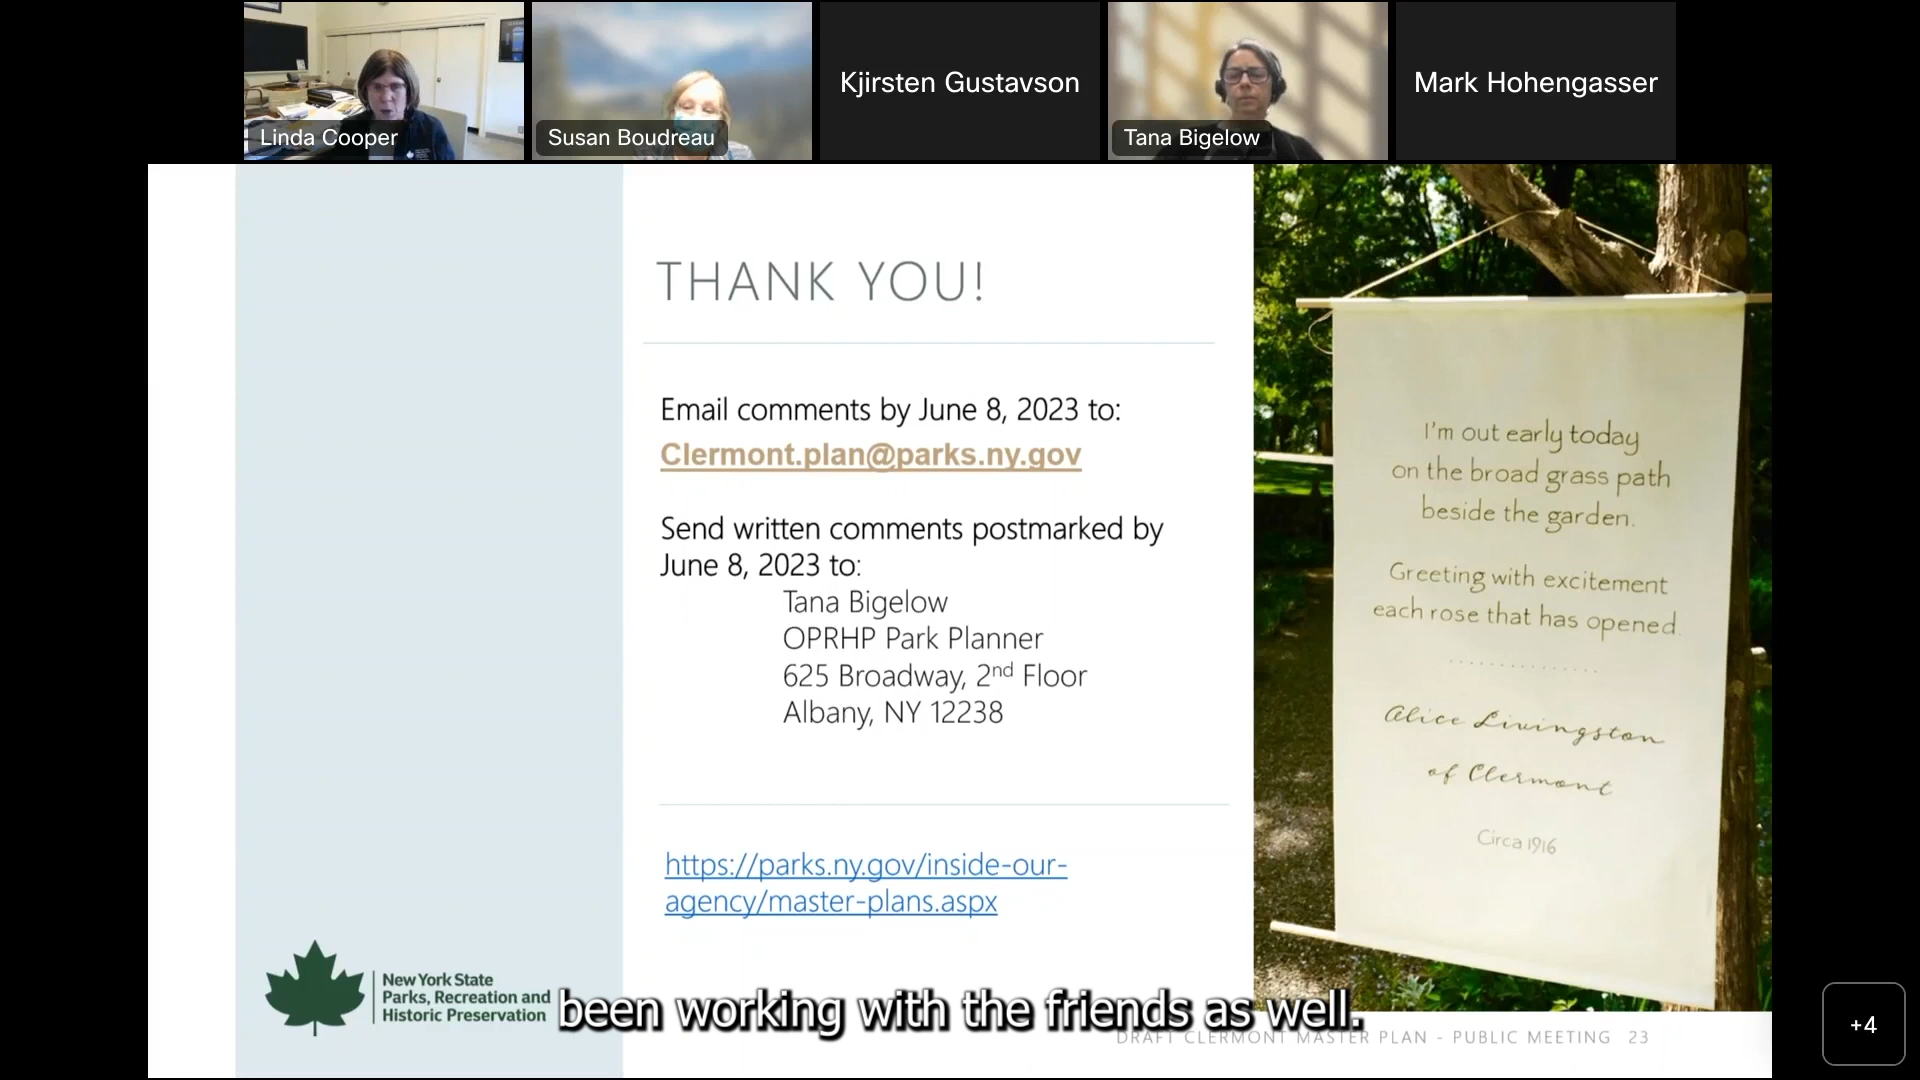 Linda Cooper
Susan Boudreau
Kjirsten Gustavson
Tana Bigelow
Mark Hohengasser
THANK YOU!
Email comments by June 8, 2023 to:
Clermont.plan@parks.ny.gov
Send written comments postmarked by
June 8, 2023 to:
Tana Bigelow
OPRHP Park Planner
625 Broadway, 2nd Floor
Albany, NY 12238
https://parks.ny.gov/inside-our-
agency/master-plans.aspx
I'm out early today
on the broad grass path
beside the garden.
Greeting with excitement
each rose that has opened.
...............
Alice Livingston
of Clermont
Circa 1916
New York State
Parks, Recreation and
Historic Preservation
been working with the friends as well.
DRAFT CLERMONT MASTER PLAN - PUBLIC MEETING 23
+4